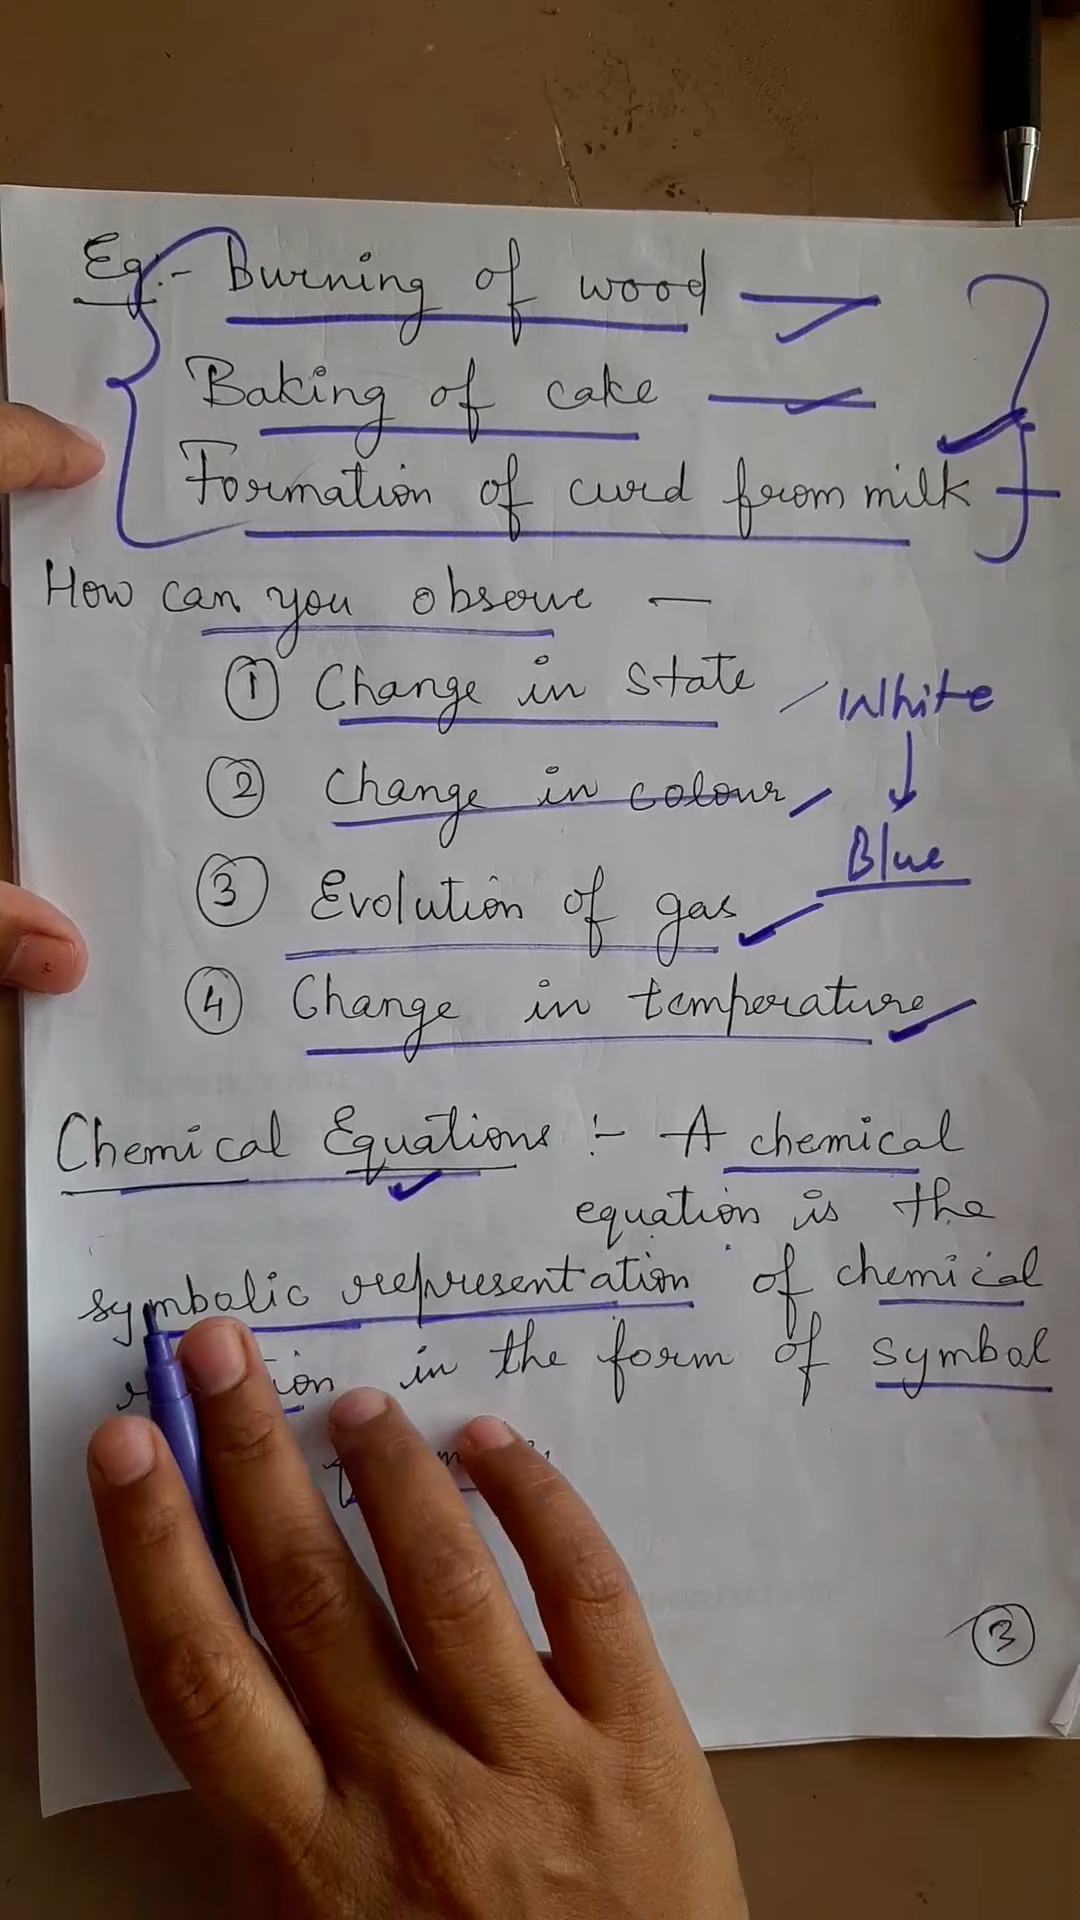 Eg:- Burning of wood
Baking of cake
Formation of curd from milk
How can you observe —
① Change in state
White
② Change in colour
Blue
③ Evolution of gas
④ Change in temperature
Chemical Equations :- A chemical
equation is the
symbolic representation of chemical
in the form of symbol
③